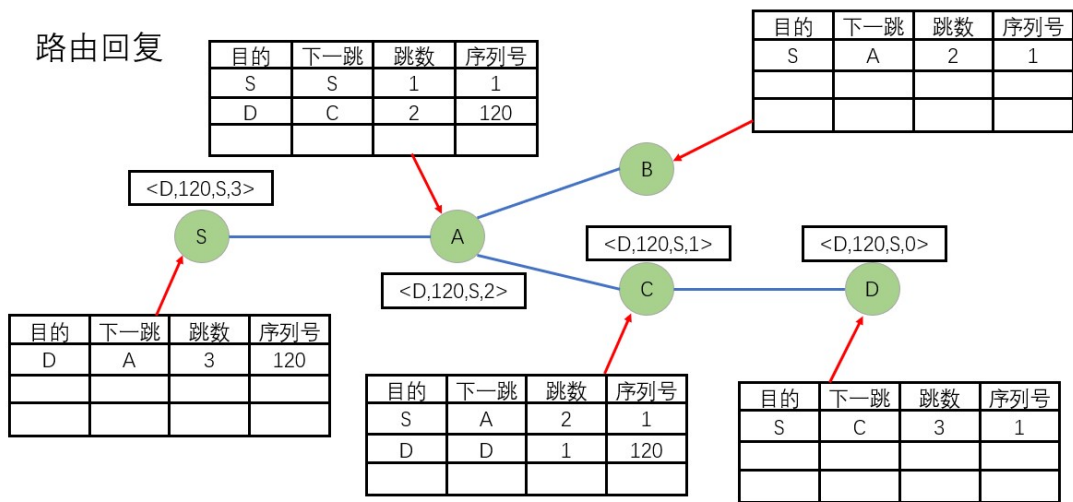 路由回复
目的 下一跳 跳数 序列号
S S 1 1
D C 2 120
目的 下一跳 跳数 序列号
S A 2 1
B
<D,120,S,3>
S
A
<D,120,S,1>
<D,120,S,0>
<D,120,S,2>
C
D
目的 下一跳 跳数 序列号
D A 3 120
目的 下一跳 跳数 序列号
S A 2 1
D D 1 120
目的 下一跳 跳数 序列号
S C 3 1